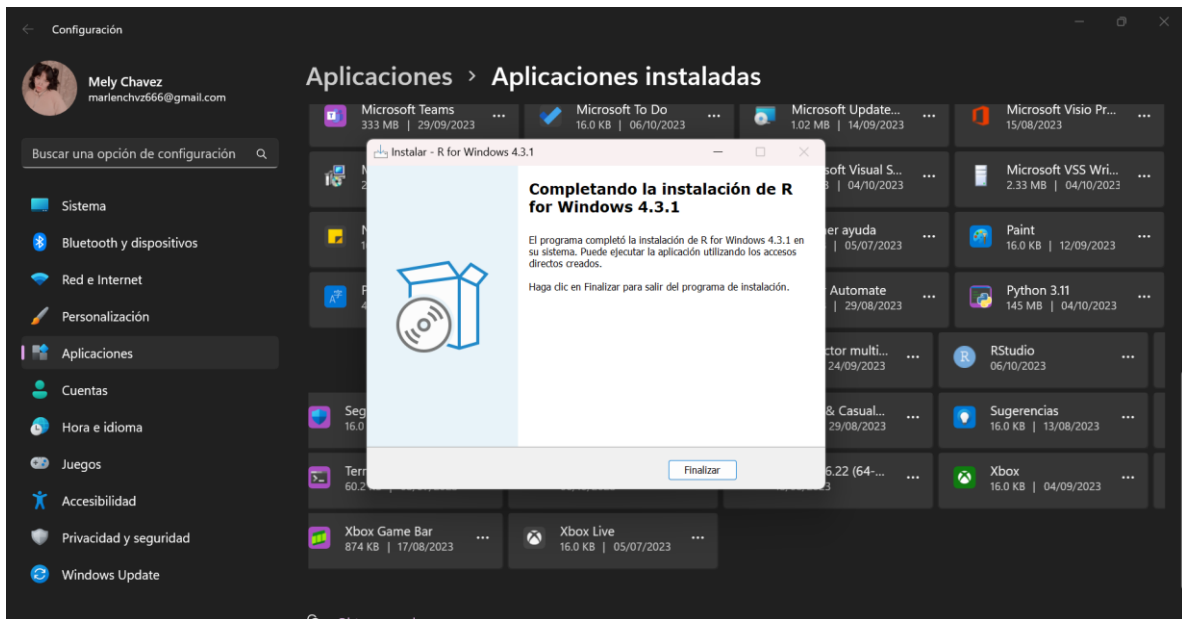 Configuración
Mely Chavez
marlenchvz666@gmail.com
Buscar una opción de configuración
Sistema
Bluetooth y dispositivos
Red e Internet
Personalización
Aplicaciones
Cuentas
Hora e idioma
Juegos
Accesibilidad
Privacidad y seguridad
Windows Update
Aplicaciones > Aplicaciones instaladas
Microsoft Teams
333 MB | 29/09/2023
Microsoft To Do
16.0 KB | 06/10/2023
Microsoft Update...
1.02 MB | 14/09/2023
Microsoft Visio Pr...
15/08/2023
Instalar - R for Windows 4.3.1
Completando la instalación de R
for Windows 4.3.1
El programa completó la instalación de R for Windows 4.3.1 en
su sistema. Puede ejecutar la aplicación utilizando los accesos
directos creados.
Haga clic en Finalizar para salir del programa de instalación.
Finalizar
soft Visual S...
| 04/10/2023
Microsoft VSS Wri...
2.33 MB | 04/10/2023
er ayuda
| 05/07/2023
Paint
16.0 KB | 12/09/2023
Automate
| 29/08/2023
Python 3.11
145 MB | 04/10/2023
ctor multi...
24/09/2023
RStudio
06/10/2023
Seg
16.0
& Casual...
29/08/2023
Sugerencias
16.0 KB | 13/08/2023
Terr
60.2
6.22 (64-...
Xbox
16.0 KB | 04/09/2023
Xbox Game Bar
874 KB | 17/08/2023
Xbox Live
16.0 KB | 05/07/2023